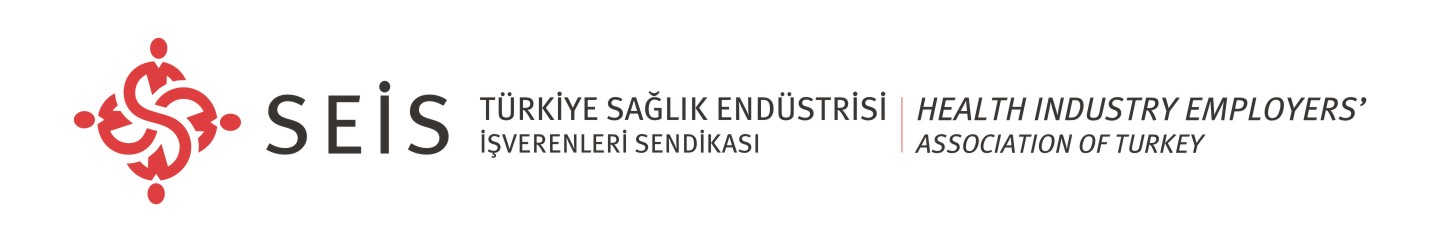 SEİS
TÜRKİYE SAĞLIK ENDÜSTRİSİ
İŞVERENLERİ SENDİKASI
HEALTH INDUSTRY EMPLOYERS’
ASSOCIATION OF TURKEY